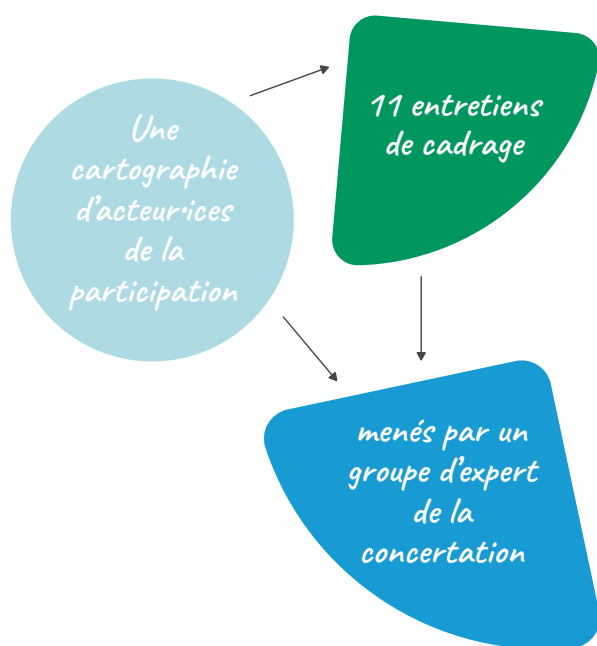 Une
cartographie
d'acteur·ices
de la
participation
11 entretiens
de cadrage
menés par un
groupe d'expert
de la
concertation